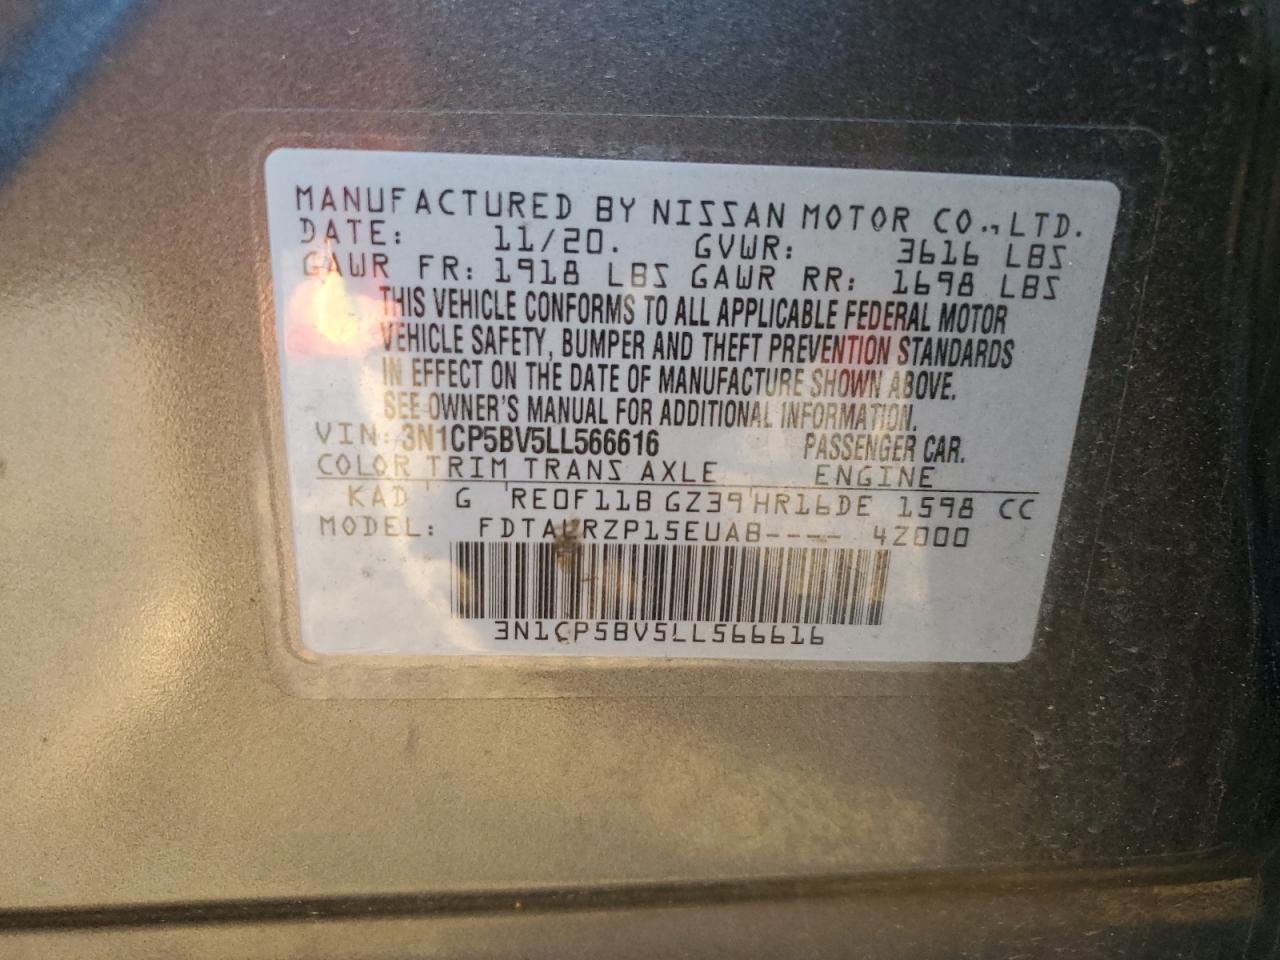 MANUFACTURED BY NISSAN MOTOR CO., LTD.
DATE: 11/20. GVWR: 3616 LBS
GAWR FR: 1918 LBS GAWR RR: 1698 LBS
THIS VEHICLE CONFORMS TO ALL APPLICABLE FEDERAL MOTOR
VEHICLE SAFETY, BUMPER AND THEFT PREVENTION STANDARDS
IN EFFECT ON THE DATE OF MANUFACTURE SHOWN ABOVE.
SEE OWNER'S MANUAL FOR ADDITIONAL INFORMATION.
VIN: 3N1CP5BV5LL566616 PASSENGER CAR.
COLOR TRIM TRANS AXLE ENGINE
KAD G RE0F11B GZ39 HR16DE 1598 CC
MODEL: 4Z000
3N1CP5BV5LL566616